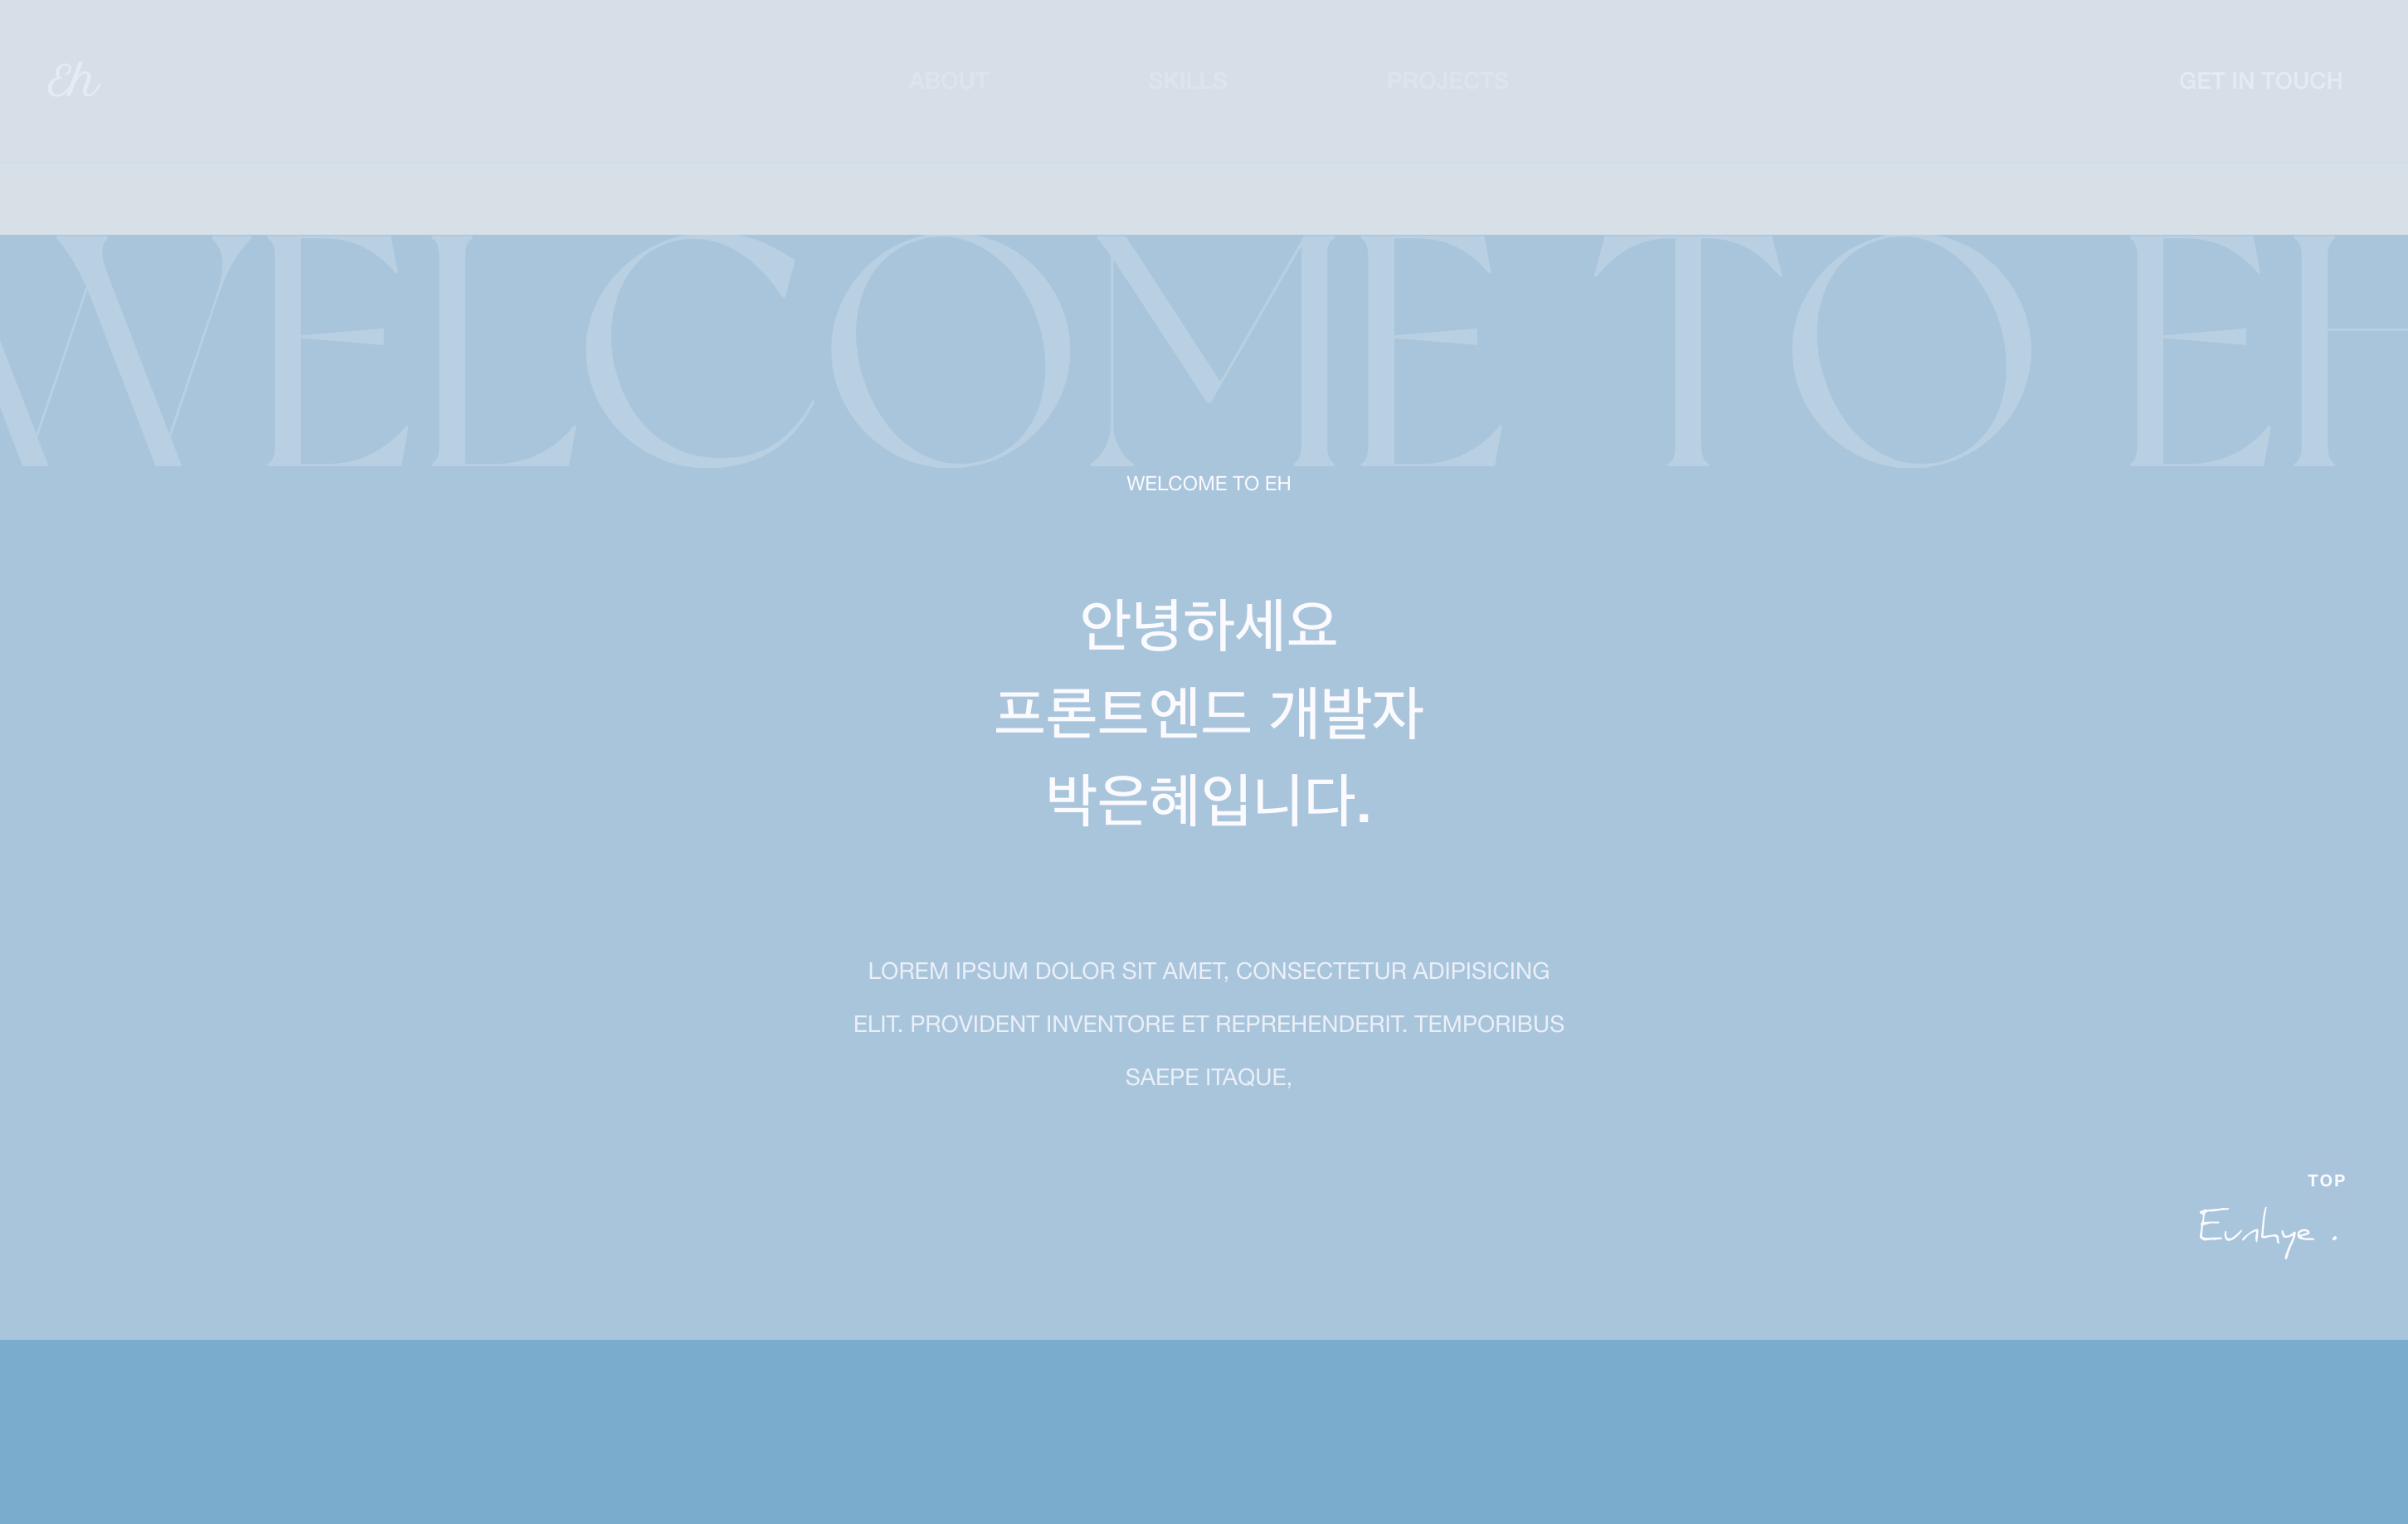 Eh
ABOUT SKILLS PROJECTS GET IN TOUCH
WELCOME TO EH
WELCOME TO EH
안녕하세요
프론트엔드 개발자
박은혜입니다.
LOREM IPSUM DOLOR SIT AMET, CONSECTETUR ADIPISICING
ELIT. PROVIDENT INVENTORE ET REPREHENDERIT. TEMPORIBUS
SAEPE ITAQUE,
TOP
Eunhye .